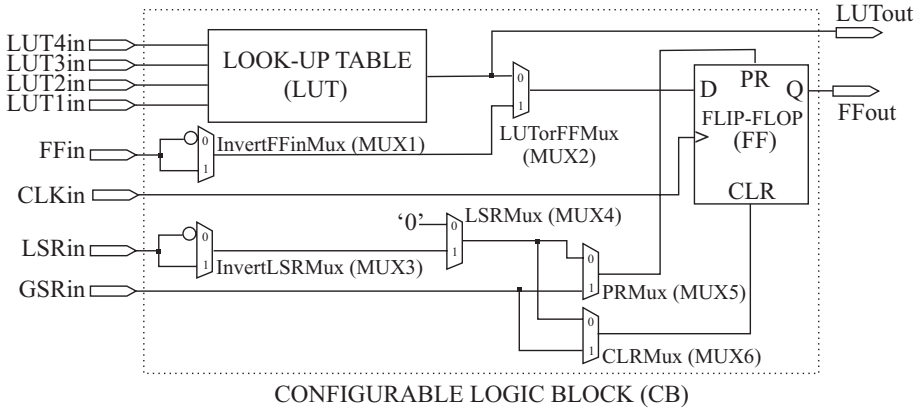 LUTout
LUT4in
LUT3in
LUT2in
LUT1in
LOOK-UP TABLE
(LUT)
0
1
LUTorFFMux
(MUX2)
D
PR
Q
FLIP-FLOP
(FF)
CLR
FFout
FFin
0
1
InvertFFinMux (MUX1)
CLKin
LSRin
0
1
InvertLSRMux (MUX3)
‘0’
0
1
LSRMux (MUX4)
GSRin
0
1
PRMux (MUX5)
0
1
CLRMux (MUX6)
CONFIGURABLE LOGIC BLOCK (CB)